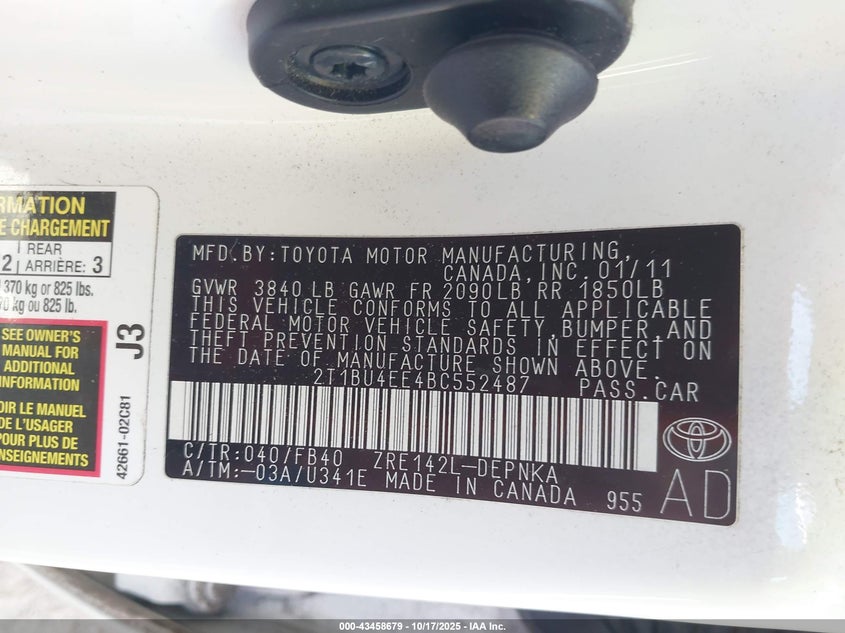 RMATION
E CHARGEMENT
2 REAR ARRIÈRE: 3
370 kg or 825 lbs.
kg ou 825 lb.
SEE OWNER'S
MANUAL FOR
ADDITIONAL
INFORMATION
OIR LE MANUEL
DE L'USAGER
POUR PLUS DE
ENSEIGNEMENTS
J3
42661-02C81
MFD.BY:TOYOTA MOTOR MANUFACTURING,
CANADA,INC.01/11
GVWR 3840LB GAWR FR 2090LB RR 1850LB
THIS VEHICLE CONFORMS TO ALL APPLICABLE
FEDERAL MOTOR VEHICLE SAFETY,BUMPER,AND
THEFT PREVENTION STANDARDS IN EFFECT ON
THE DATE OF MANUFACTURE SHOWN ABOVE.
2T1BU4EE4BC552487 PASS.CAR
C/TR:040/FB40 ZRE142L-DEPNKA
A/TM:-03A/U341E MADE IN CANADA 955
AD
000-43458679 - 10/17/2025 - IAA Inc.